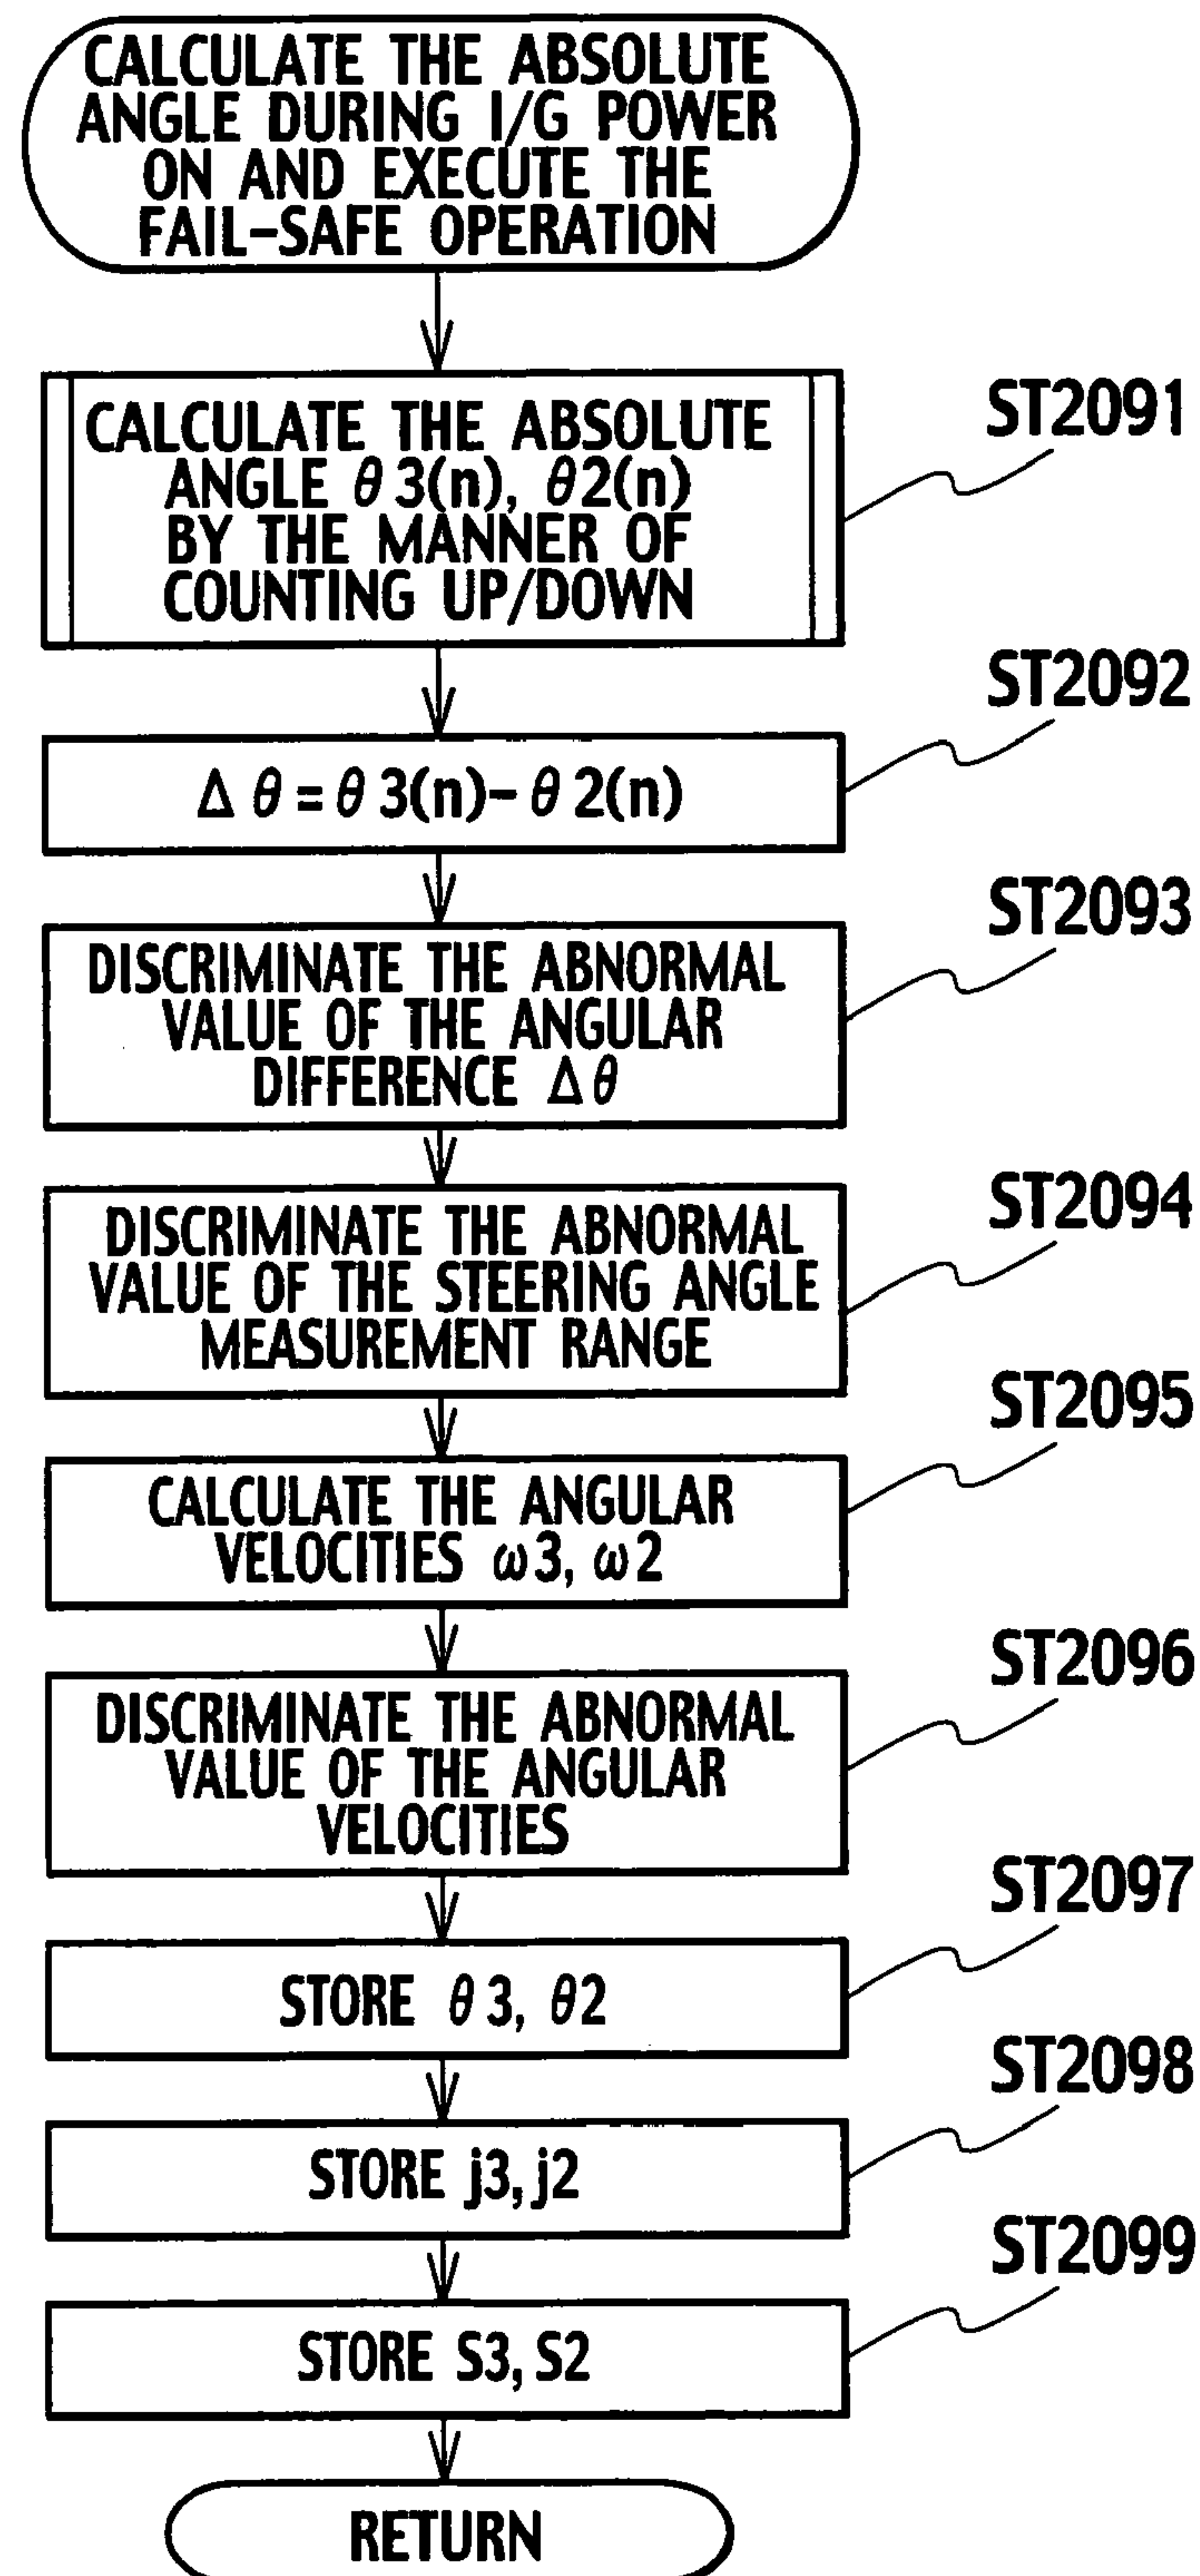 CALCULATE THE ABSOLUTE
ANGLE DURING I/G POWER
ON AND EXECUTE THE
FAIL-SAFE OPERATION
CALCULATE THE ABSOLUTE
ANGLE θ3(n), θ2(n)
BY THE MANNER OF
COUNTING UP/DOWN
ST2091
Δθ=θ3(n)-θ2(n)
ST2092
DISCRIMINATE THE ABNORMAL
VALUE OF THE ANGULAR
DIFFERENCE Δθ
ST2093
DISCRIMINATE THE ABNORMAL
VALUE OF THE STEERING ANGLE
MEASUREMENT RANGE
ST2094
CALCULATE THE ANGULAR
VELOCITIES ω3, ω2
ST2095
DISCRIMINATE THE ABNORMAL
VALUE OF THE ANGULAR
VELOCITIES
ST2096
STORE θ3, θ2
ST2097
STORE j3, j2
ST2098
STORE S3, S2
ST2099
RETURN